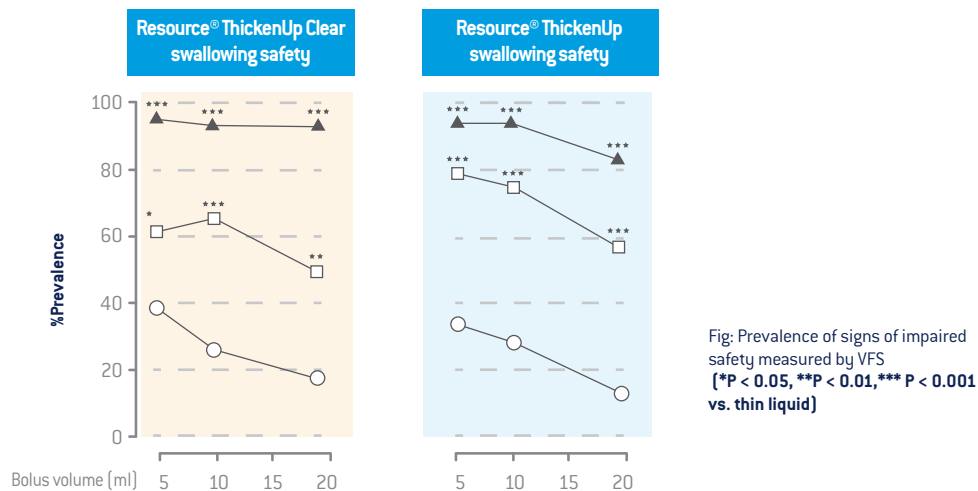 Resource® ThickenUp Clear
swallowing safety
Resource® ThickenUp
swallowing safety
%Prevalence
100
80
60
40
20
0
*** *** ***
* *** **
*** *** ***
*** *** ***
Bolus volume (ml) 5 10 15 20
5 10 15 20
Fig: Prevalence of signs of impaired
safety measured by VFS
(*P < 0.05, **P < 0.01,*** P < 0.001
vs. thin liquid)